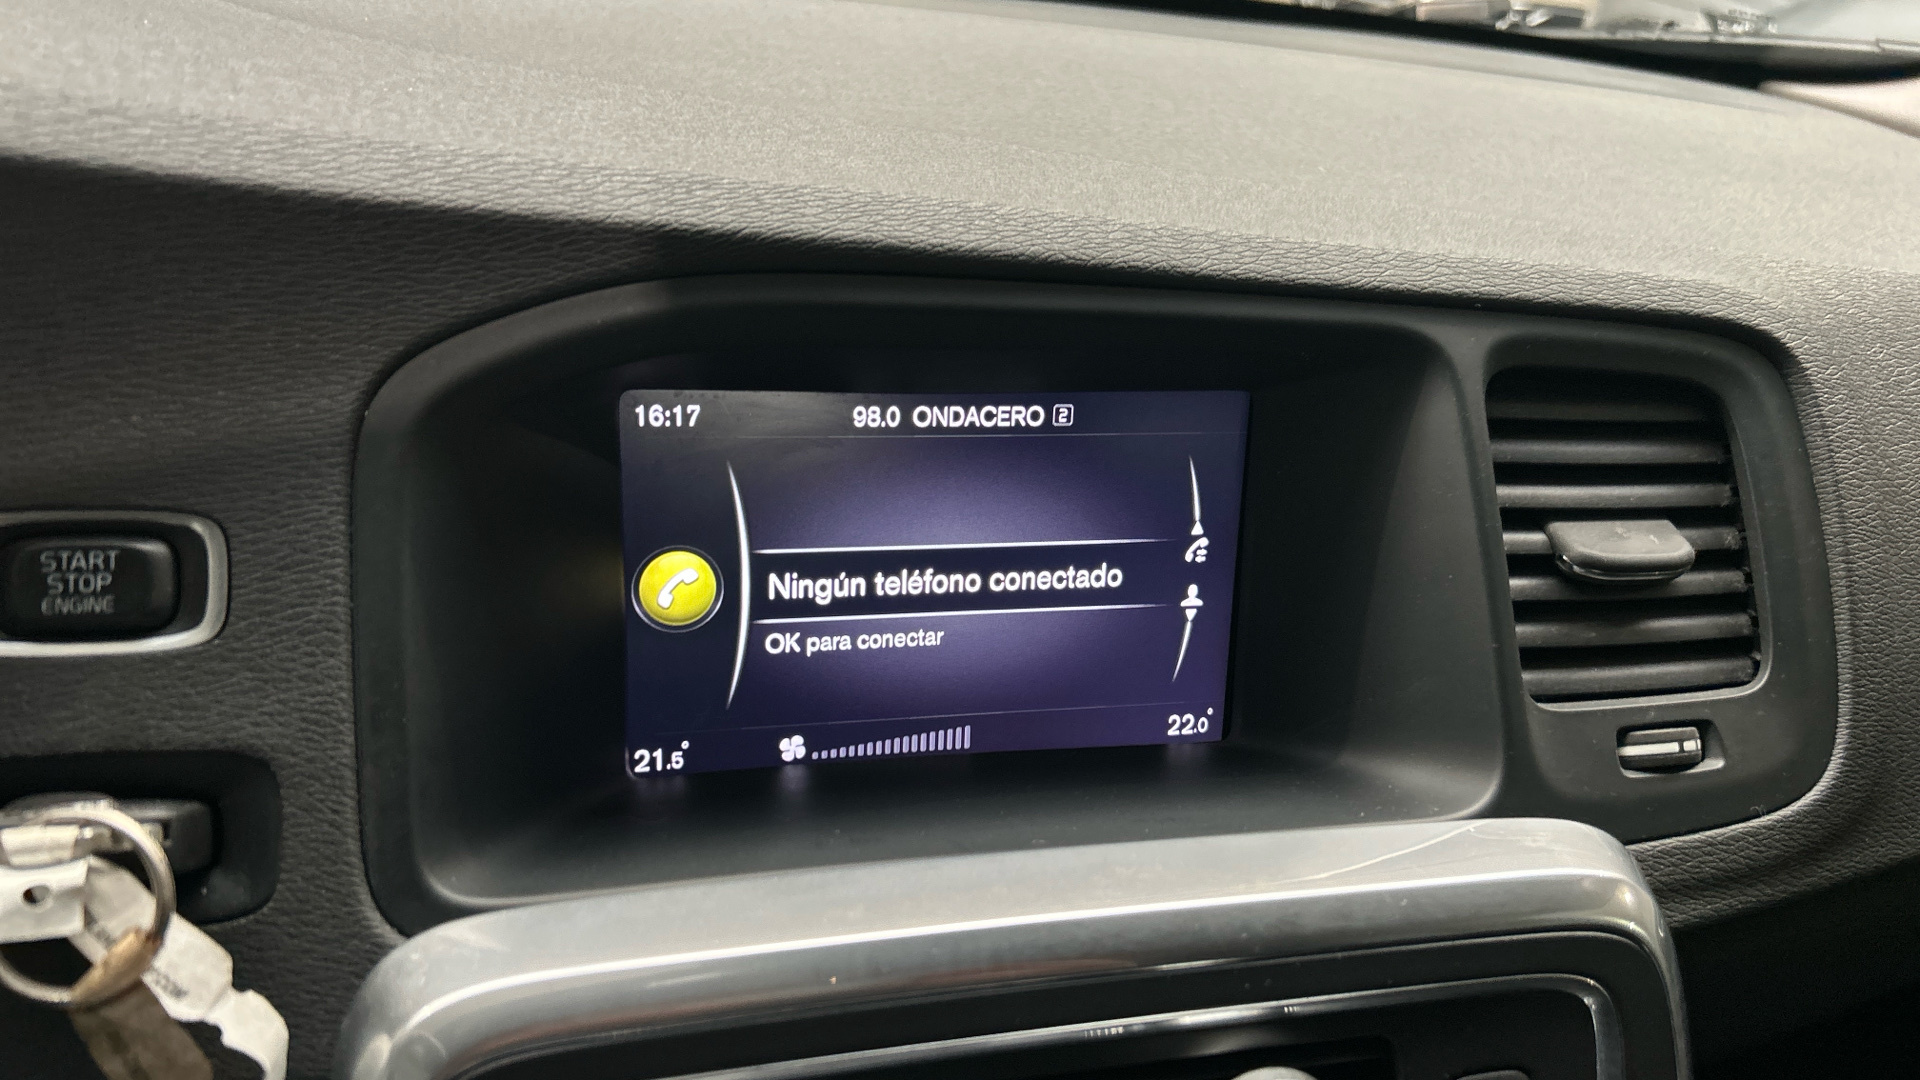 16:17 98.0 ONDACERO 2
START
STOP
ENGINE
Ningún teléfono conectado
OK para conectar
21.5° 22.0°